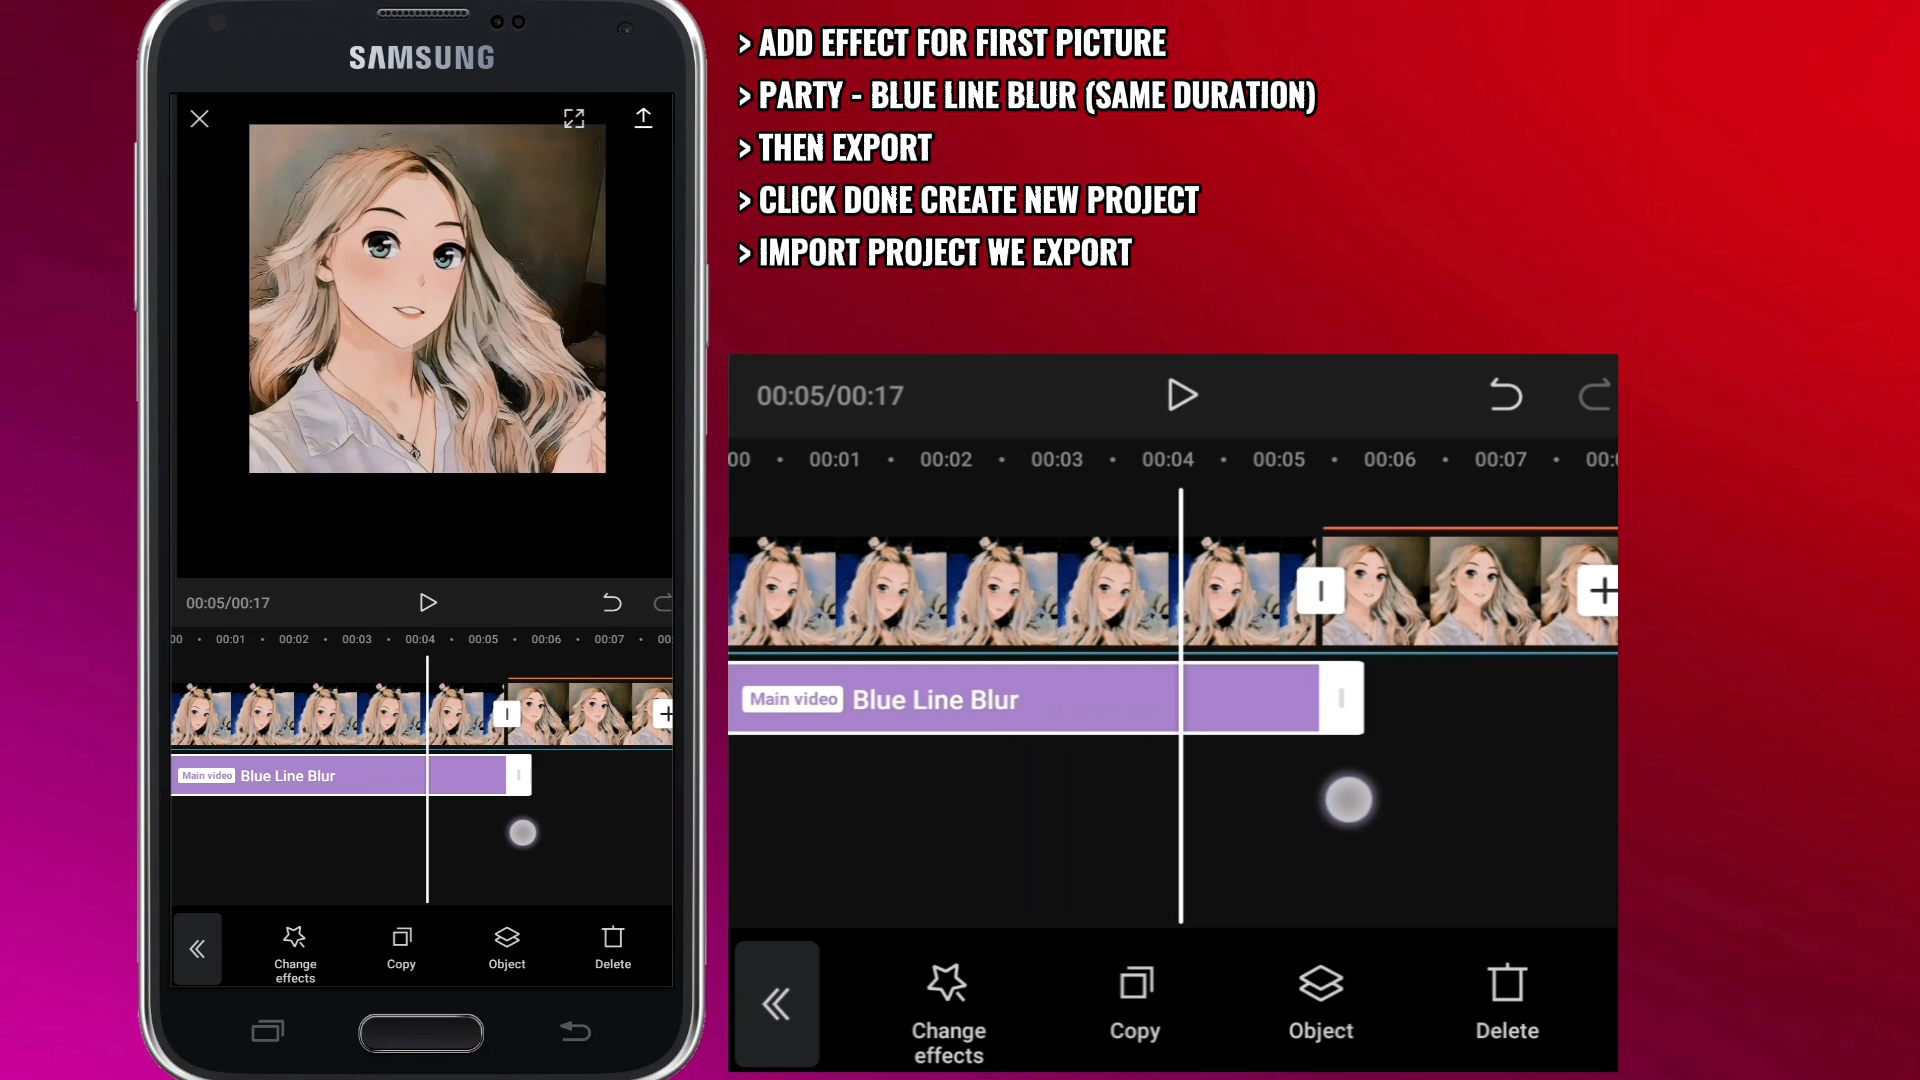 SAMSUNG
00:05/00:17
00 00:01 00:02 00:03 00:04 00:05 00:06 00:07 00:
Main video Blue Line Blur
Change effects
Copy
Object
Delete
> ADD EFFECT FOR FIRST PICTURE
> PARTY - BLUE LINE BLUR (SAME DURATION)
> THEN EXPORT
> CLICK DONE CREATE NEW PROJECT
> IMPORT PROJECT WE EXPORT
00:05/00:17
00 00:01 00:02 00:03 00:04 00:05 00:06 00:07 00:
Main video Blue Line Blur
Change effects
Copy
Object
Delete